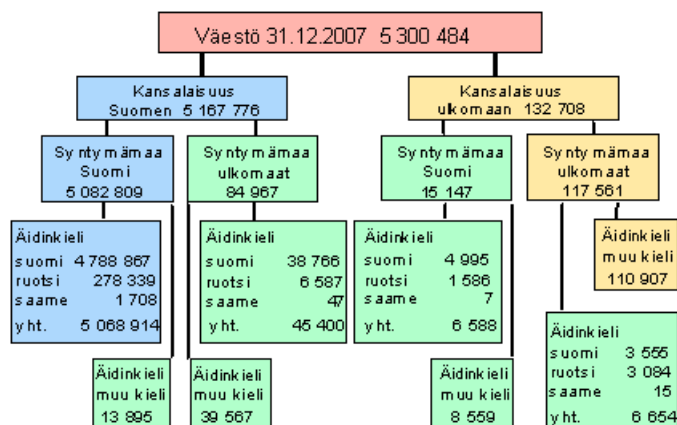 Väestö 31.12.2007 5 300 484
Kansalaisuus
Suomen 5 167 776
Kansalaisuus
ulkomaan 132 708
Syntymämaa
Suomi
5 082 809
Syntymämaa
ulkomaat
84 967
Syntymämaa
Suomi
15 147
Syntymämaa
ulkomaat
117 561
Äidinkieli
suomi 4 788 867
ruotsi 278 339
saame 1 708
yht. 5 068 914
Äidinkieli
muu kieli
13 895
suomi 38 766
ruotsi 6 587
saame 47
yht. 45 400
Äidinkieli
muu kieli
39 567
Äidinkieli
suomi 4 995
ruotsi 1 586
saame 7
yht. 6 588
Äidinkieli
muu kieli
8 559
Äidinkieli
muu kieli
110 907
Äidinkieli
suomi 3 555
ruotsi 3 084
saame 15
yht. 6 654